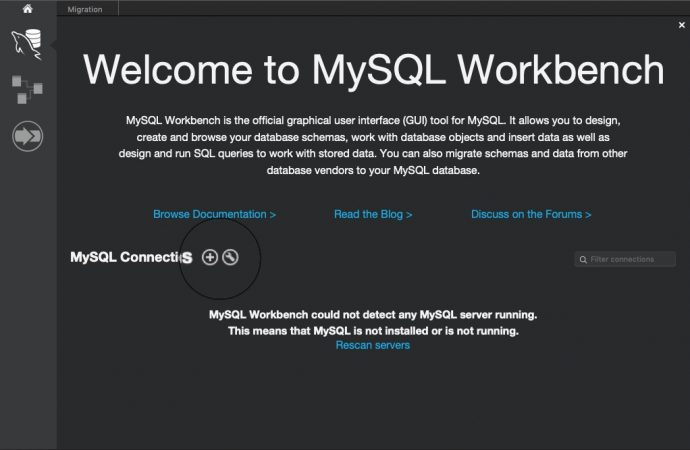 Migration
Welcome to MySQL Workbench
MySQL Workbench is the official graphical user interface (GUI) tool for MySQL. It allows you to design,
create and browse your database schemas, work with database objects and insert data as well as
design and run SQL queries to work with stored data. You can also migrate schemas and data from other
database vendors to your MySQL database.
Browse Documentation >
Read the Blog >
Discuss on the Forums >
MySQL Connectis
Filter connections
MySQL Workbench could not detect any MySQL server running.
This means that MySQL is not installed or is not running.
Rescan servers